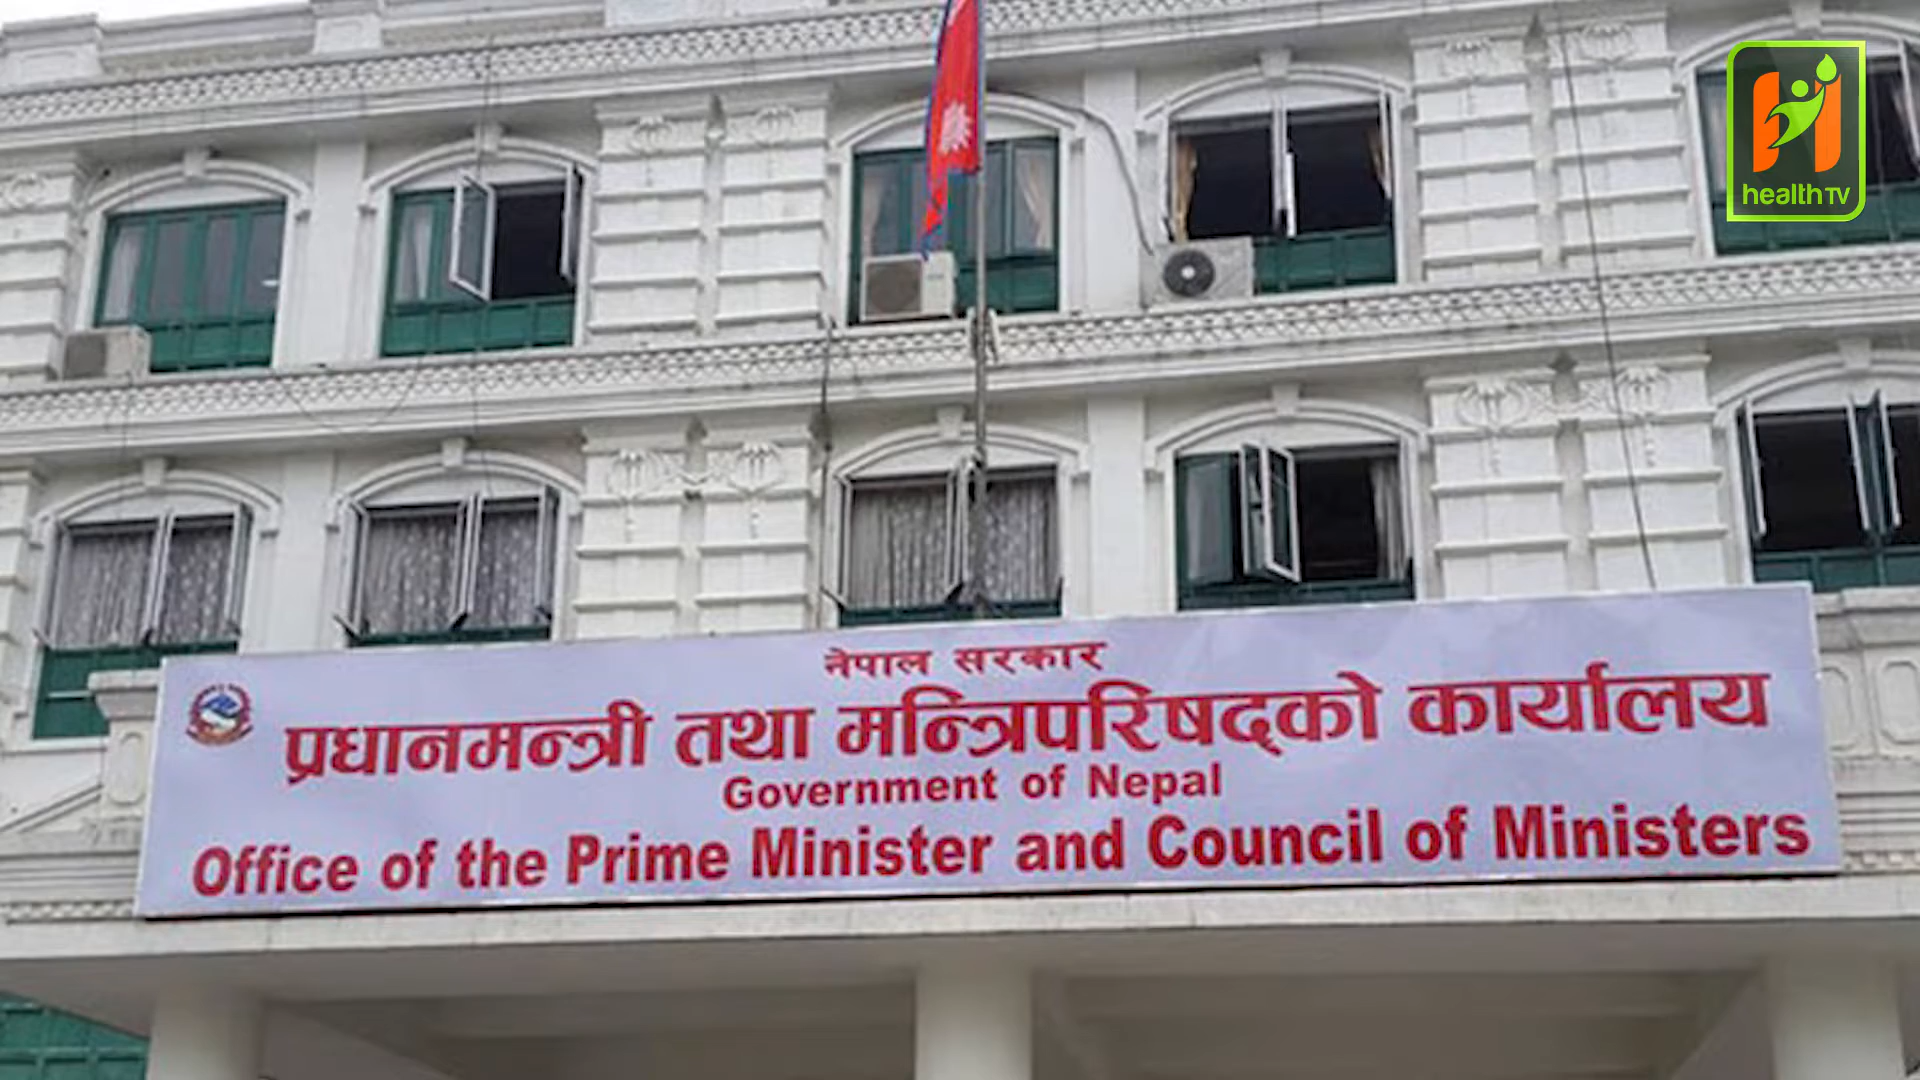 health TV
नेपाल सरकार
प्रधानमन्त्री तथा मन्त्रिपरिषद्को कार्यालय
Government of Nepal
Office of the Prime Minister and Council of Ministers